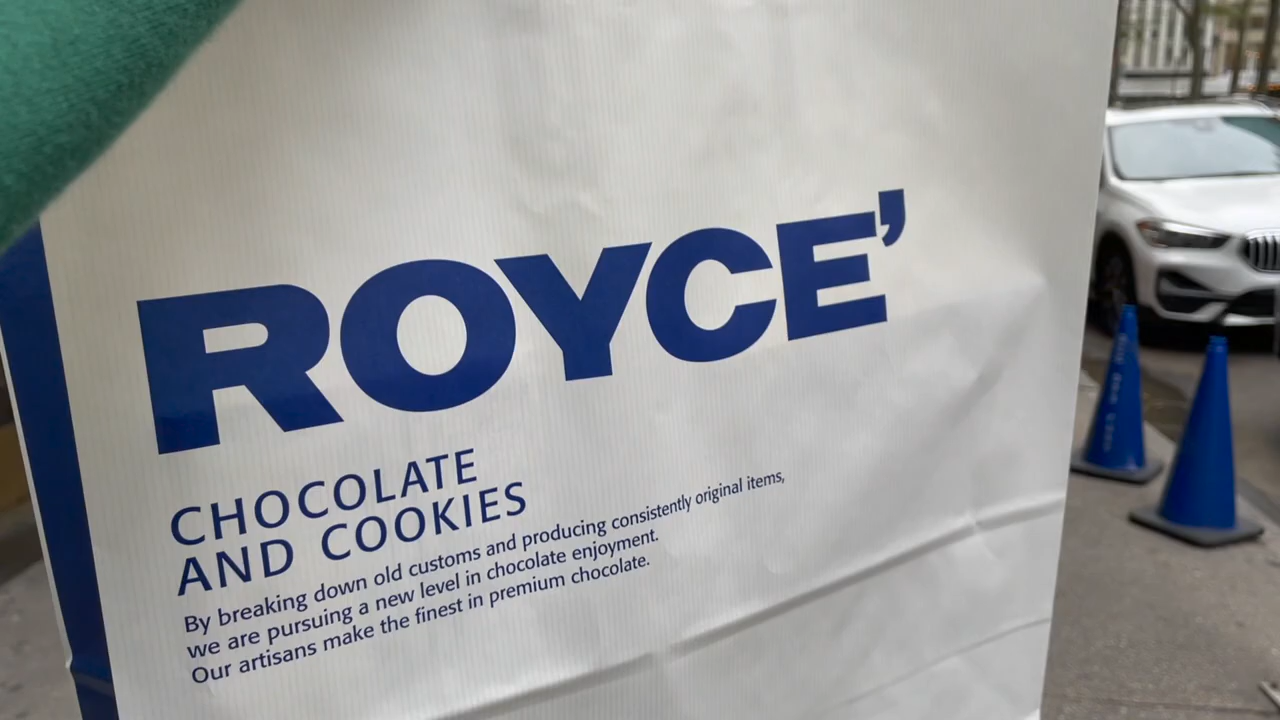 ROYCE’
CHOCOLATE
AND COOKIES
By breaking down old customs and producing consistently original items,
we are pursuing a new level in chocolate enjoyment.
Our artisans make the finest in premium chocolate.